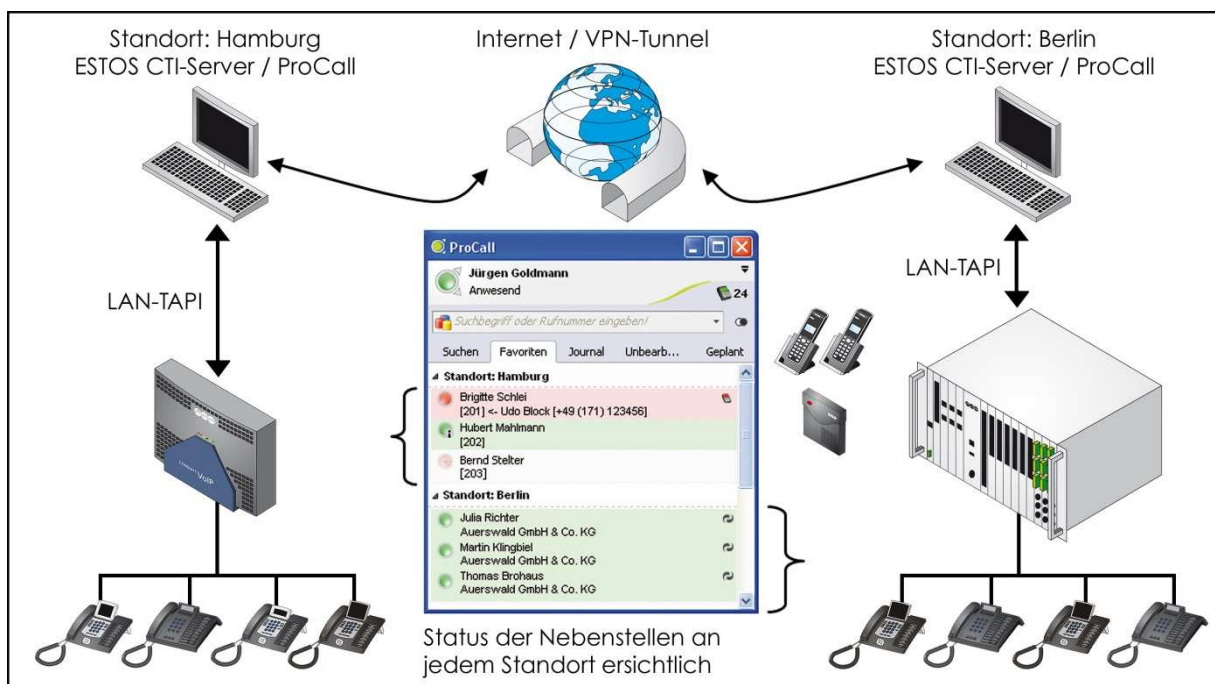 Standort: Hamburg
ESTOS CTI-Server / ProCall
Internet / VPN-Tunnel
Standort: Berlin
ESTOS CTI-Server / ProCall
LAN-TAPI
LAN-TAPI
ProCall
Jürgen Goldmann
Anwesend
24
Suchbegriff oder Rufnummer eingeben!
Suchen Favoriten Journal Unbearb... Geplant
Standort: Hamburg
Brigitte Schlei
[201] <- Udo Block [+49 (171) 123456]
Hubert Mahlmann
[202]
Bernd Stelter
[203]
Standort: Berlin
Julia Richter
Auerswald GmbH & Co. KG
Martin Klingbiel
Auerswald GmbH & Co. KG
Thomas Brohaus
Auerswald GmbH & Co. KG
VoIP
Status der Nebenstellen an
jedem Standort ersichtlich